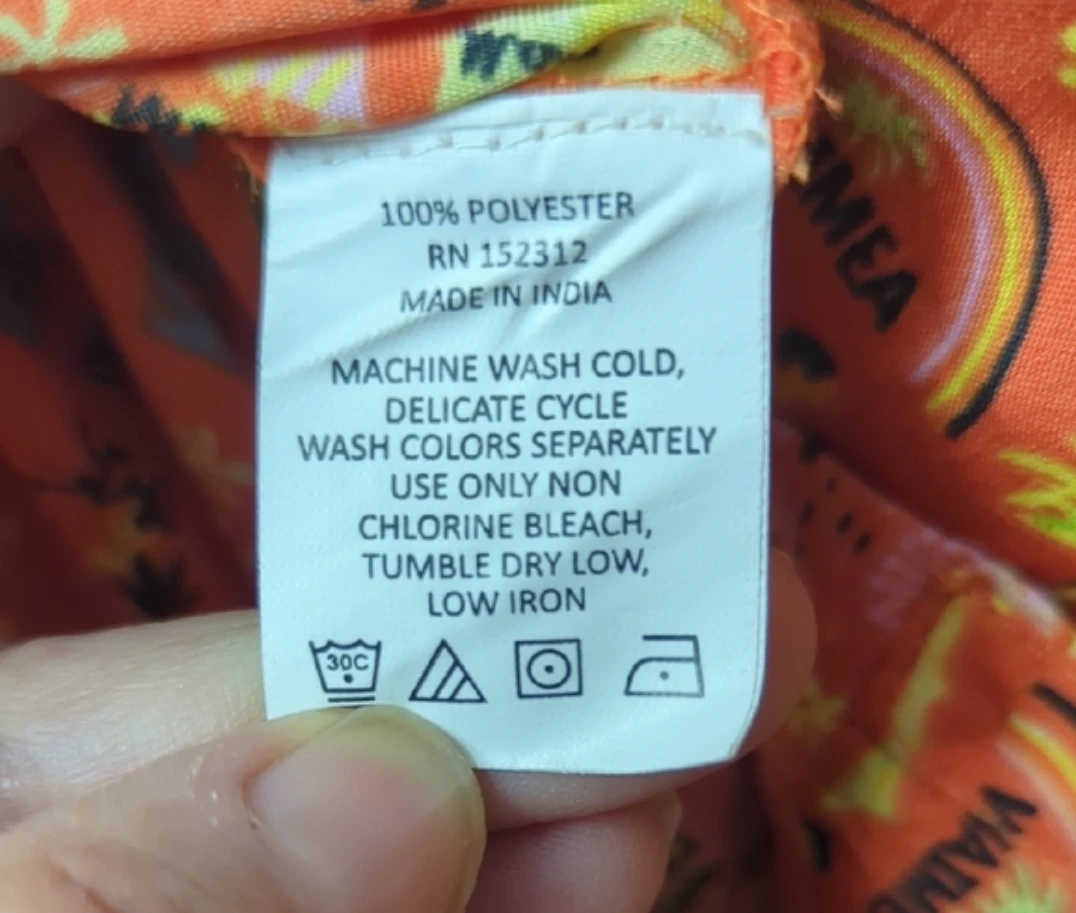 100% POLYESTER
RN 152312
MADE IN INDIA
MACHINE WASH COLD,
DELICATE CYCLE
WASH COLORS SEPARATELY
USE ONLY NON
CHLORINE BLEACH,
TUMBLE DRY LOW,
LOW IRON
30C